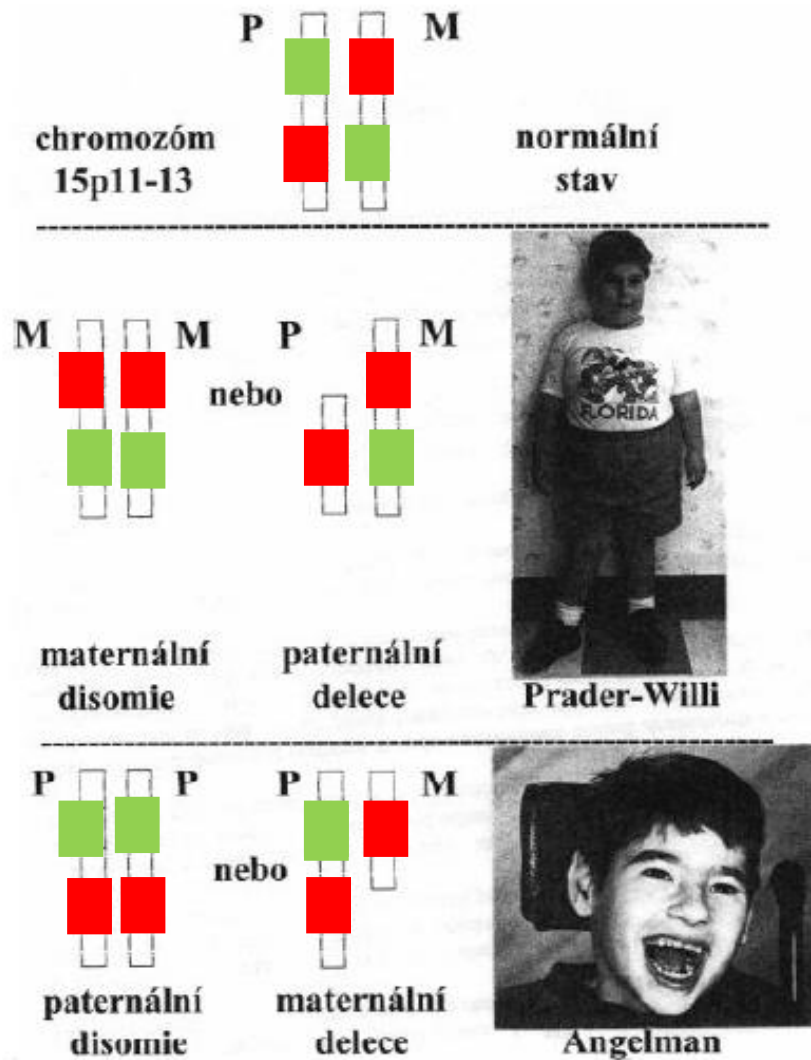 P M
chromozóm
15p11-13
normální
stav
M M P M
nebo
FLORIDA
maternální
disomie
paternální
delece
Prader-Willi
P P P M
nebo
paternální
disomie
maternální
delece
Angelman